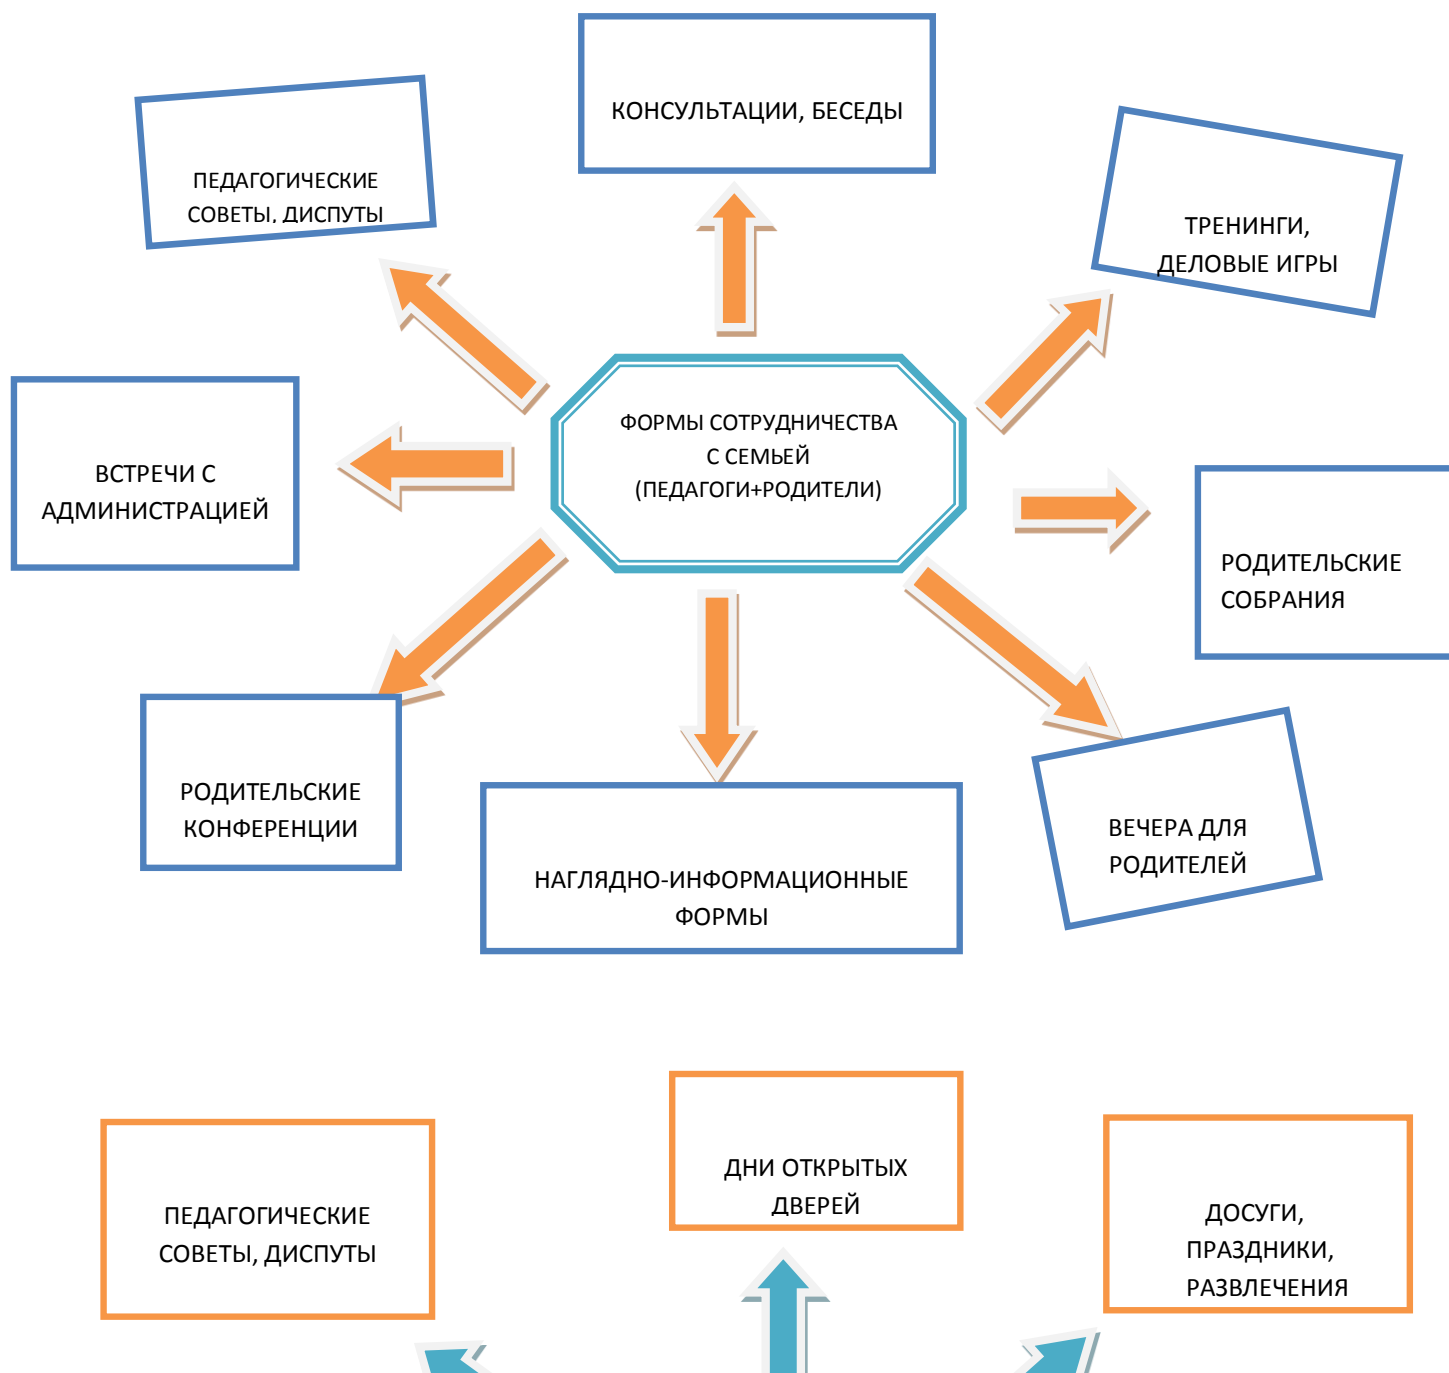 КОНСУЛЬТАЦИИ, БЕСЕДЫ
ПЕДАГОГИЧЕСКИЕ
СОВЕТЫ, ДИСПУТЫ
ТРЕНИНГИ,
ДЕЛОВЫЕ ИГРЫ
ФОРМЫ СОТРУДНИЧЕСТВА
С СЕМЬЕЙ
(ПЕДАГОГИ+РОДИТЕЛИ)
ВСТРЕЧИ С
АДМИНИСТРАЦИЕЙ
РОДИТЕЛЬСКИЕ
СОБРАНИЯ
РОДИТЕЛЬСКИЕ
КОНФЕРЕНЦИИ
ВЕЧЕРА ДЛЯ
РОДИТЕЛЕЙ
НАГЛЯДНО-ИНФОРМАЦИОННЫЕ
ФОРМЫ
ПЕДАГОГИЧЕСКИЕ
СОВЕТЫ, ДИСПУТЫ
ДНИ ОТКРЫТЫХ
ДВЕРЕЙ
ДОСУГИ,
ПРАЗДНИКИ,
РАЗВЛЕЧЕНИЯ